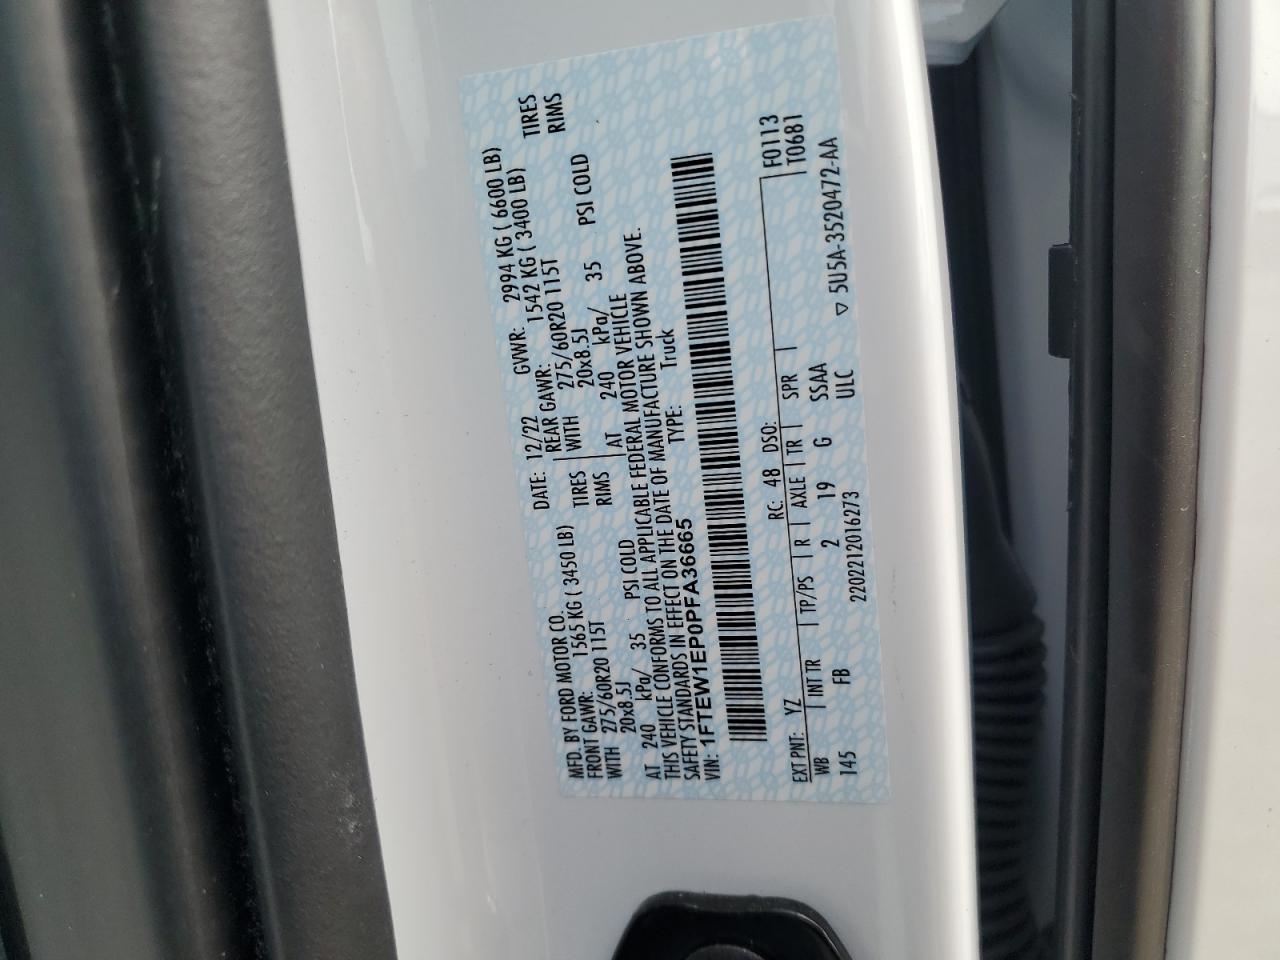 MFD. BY FORD MOTOR CO.
DATE: 12/22 GVWR: 2994 KG ( 6600 LB)
FRONT GAWR: 1565 KG ( 3450 LB) REAR GAWR: 1542 KG ( 3400 LB)
WITH 275/60R20 115T TIRES WITH 275/60R20 115T TIRES
20x8.5J RIMS 20x8.5J RIMS
AT 240 kPa/ 35 PSI COLD AT 240 kPa/ 35 PSI COLD
THIS VEHICLE CONFORMS TO ALL APPLICABLE FEDERAL MOTOR VEHICLE
SAFETY STANDARDS IN EFFECT ON THE DATE OF MANUFACTURE SHOWN ABOVE.
VIN: 1FTEW1EP0PFA36665 TYPE: Truck
F0113
EXT PNT: YZ RC: 48 DSO: T0681
WB INT TR TP/PS R AXLE TR SPR
145 FB 2 19 G SSAA
2202212016273 ULC
▽ 5U5A-3520472-AA